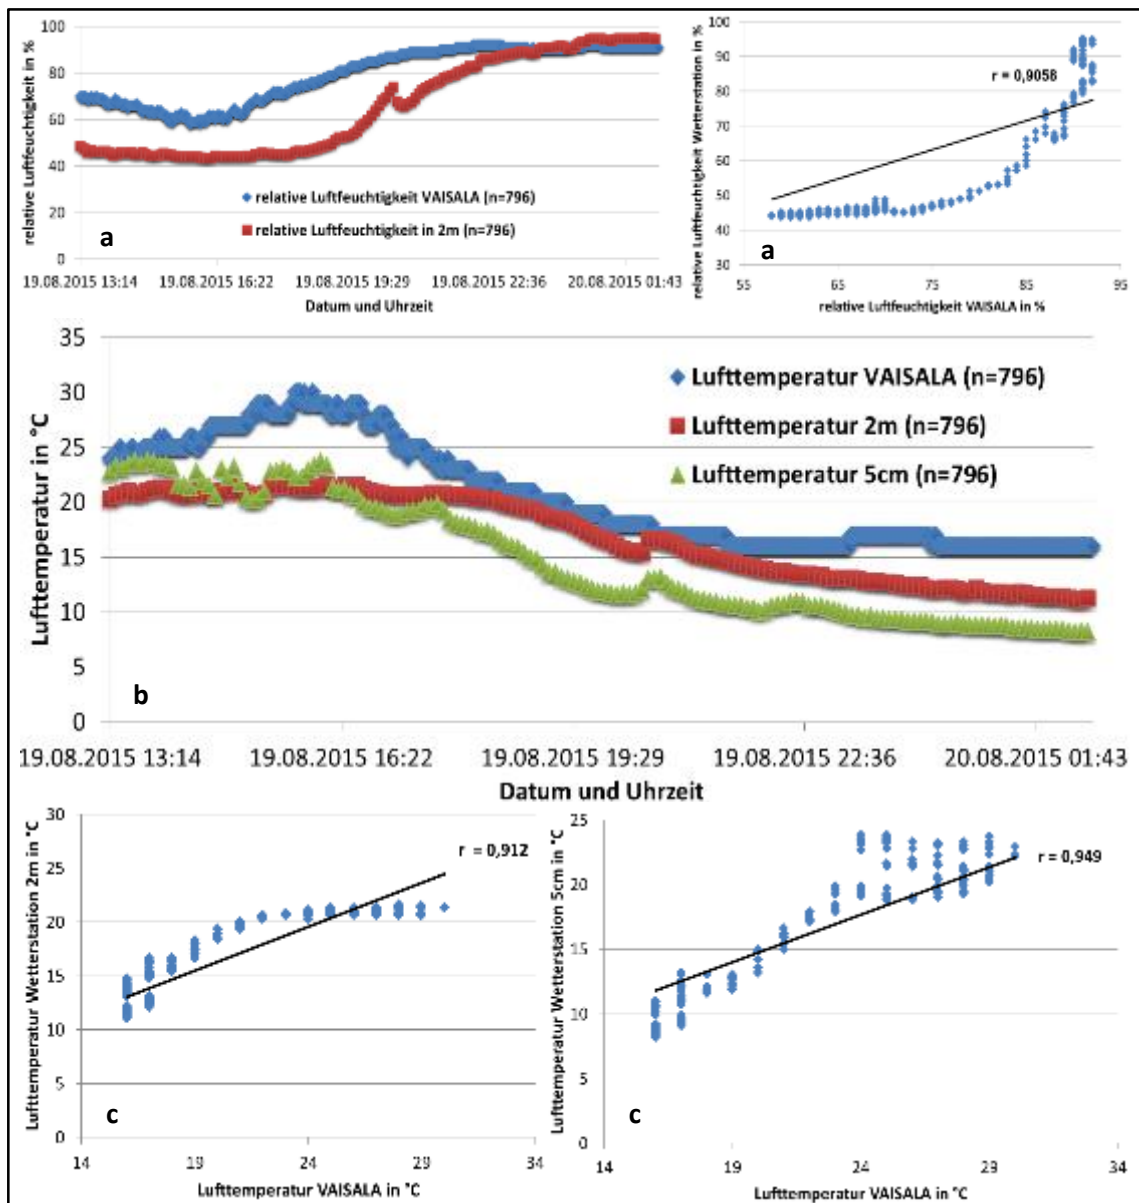 relative Luftfeuchtigkeit in %
100
80
60
40
20
0
relative Luftfeuchtigkeit VAISALA (n=796)
relative Luftfeuchtigkeit in 2m (n=796)
a
19.08.2015 13:14
19.08.2015 16:22
19.08.2015 19:29
19.08.2015 22:36
20.08.2015 01:43
Datum und Uhrzeit
relative Luftfeuchtigkeit Wetterstation in %
100
90
80
70
60
50
40
30
r = 0,9058
a
55
65
75
85
95
relative Luftfeuchtigkeit VAISALA in %
Lufttemperatur in °C
35
30
25
20
15
10
5
0
Lufttemperatur VAISALA (n=796)
Lufttemperatur 2m (n=796)
Lufttemperatur 5cm (n=796)
b
19.08.2015 13:14
19.08.2015 16:22
19.08.2015 19:29
19.08.2015 22:36
20.08.2015 01:43
Datum und Uhrzeit
Lufttemperatur Wetterstation 2m in °C
30
25
20
15
10
5
0
r = 0,912
c
14
19
24
29
34
Lufttemperatur VAISALA in °C
Lufttemperatur Wetterstation 5cm in °C
25
20
15
10
5
0
r = 0,949
c
14
19
24
29
34
Lufttemperatur VAISALA in °C